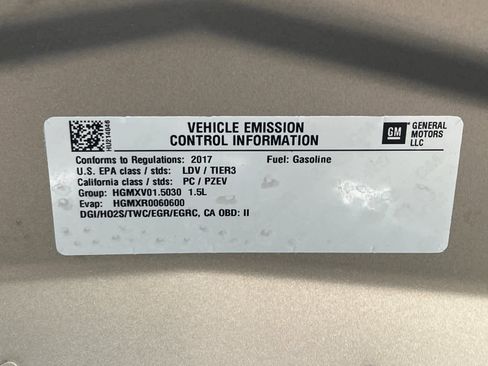 HU214046
VEHICLE EMISSION
CONTROL INFORMATION
GM
GENERAL
MOTORS
LLC
Conforms to Regulations: 2017 Fuel: Gasoline
U.S. EPA class / stds: LDV / TIER3
California class / stds: PC / PZEV
Group: HGMXV01.5030 1.5L
Evap: HGMXR0060600
DGI/HO2S/TWC/EGR/EGRC, CA OBD: II